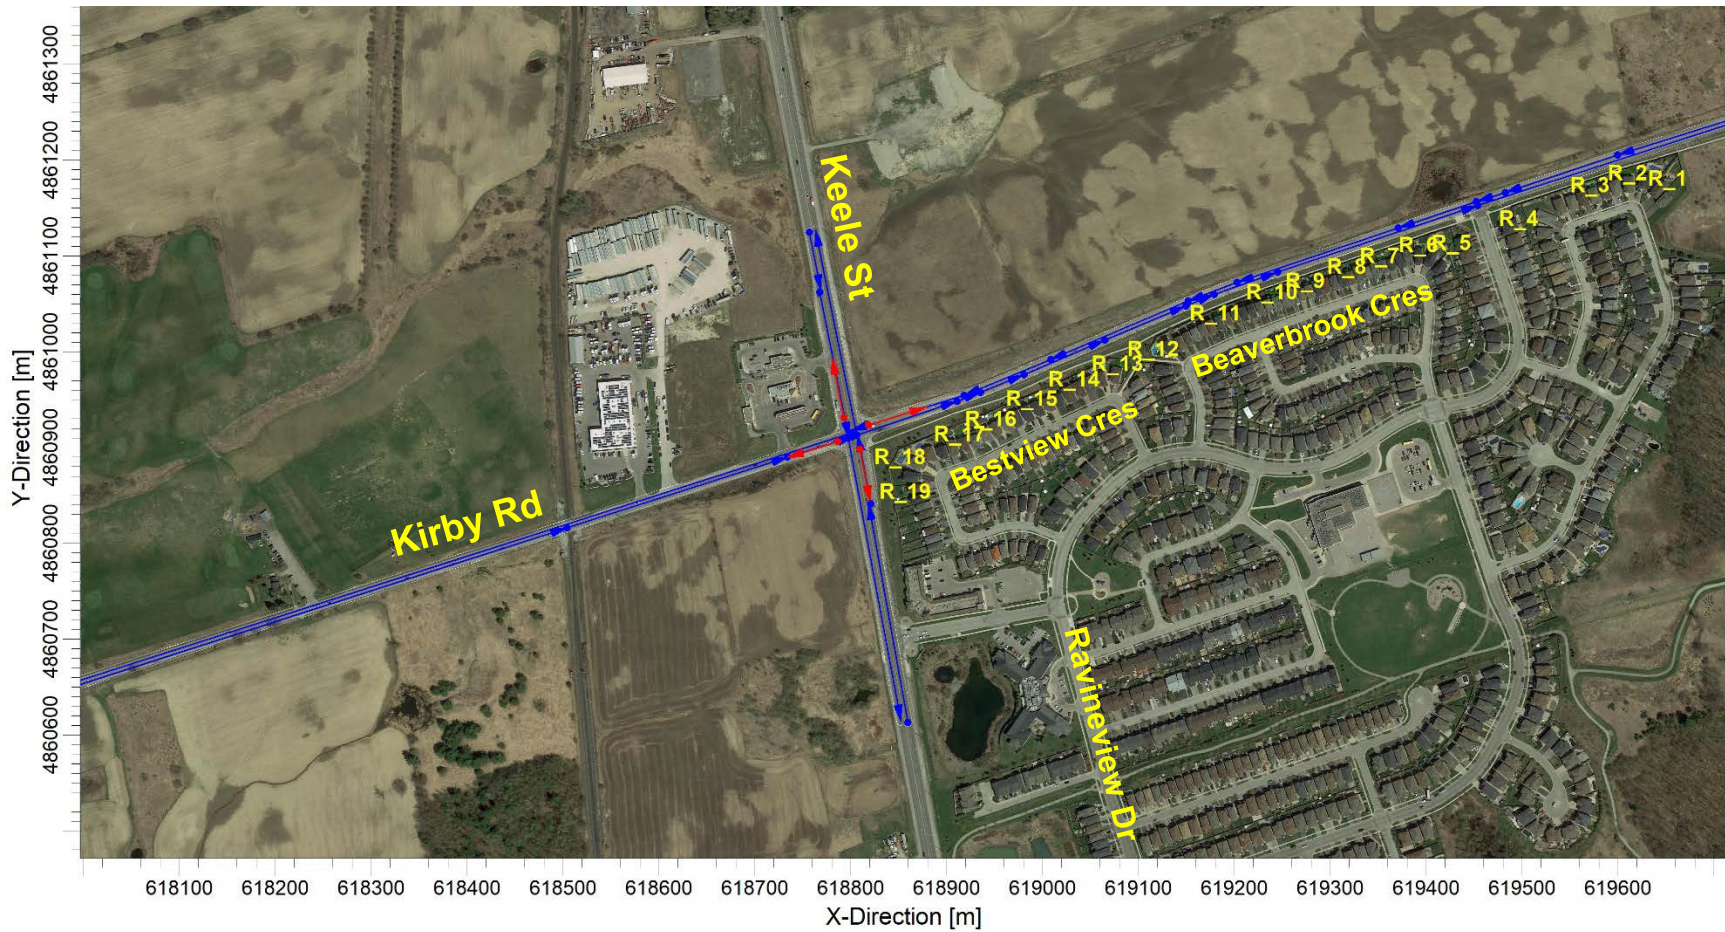 Y-Direction [m]
4861300
4861200
4861100
4861000
4860900
4860800
4860700
4860600
Keele St
Kirby Rd
R_1
R_2
R_3
R_4
R_5
R_6
R_7
R_8
R_9
R_10
R_11
R_12
R_13
R_14
R_15
R_16
R_17
R_18
R_19
Beaverbrook Cres
Bestview Cres
Ravineview Dr
618100 618200 618300 618400 618500 618600 618700 618800 618900 619000 619100 619200 619300 619400 619500 619600
X-Direction [m]